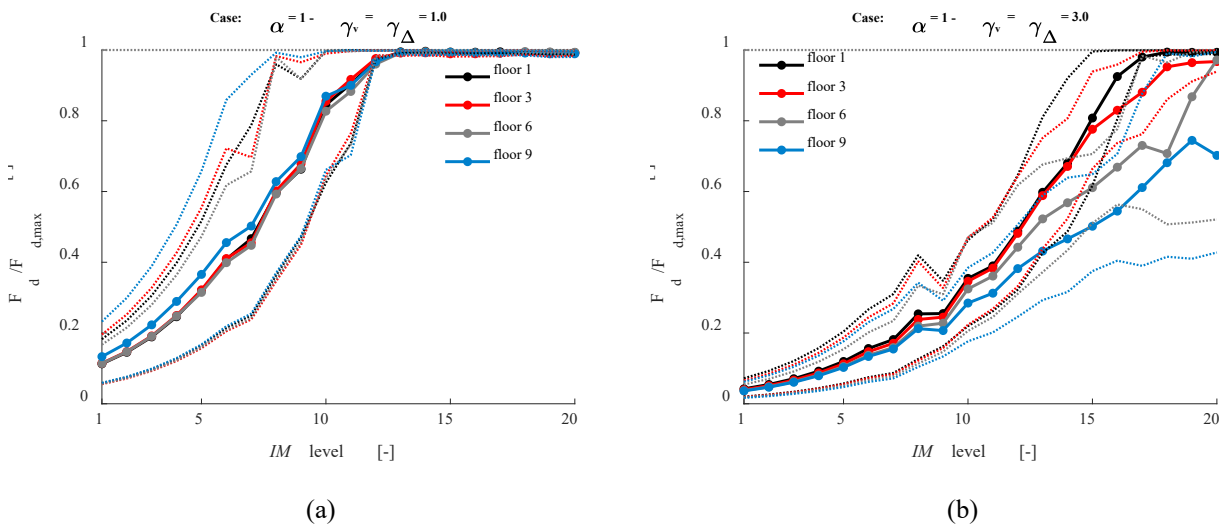 Case: α = 1 - γv = γΔ = 1.0
1
floor 1
floor 3
0.8
floor 6
floor 9
0.6
0.4
F d /F d,max
0.2
0
1 5 10 15 20
IM level [-]
(a)
Case: α = 1 - γv = γΔ = 3.0
1
floor 1
floor 3
0.8
floor 6
floor 9
0.6
0.4
F d /F d,max
0.2
0
1 5 10 15 20
IM level [-]
(b)